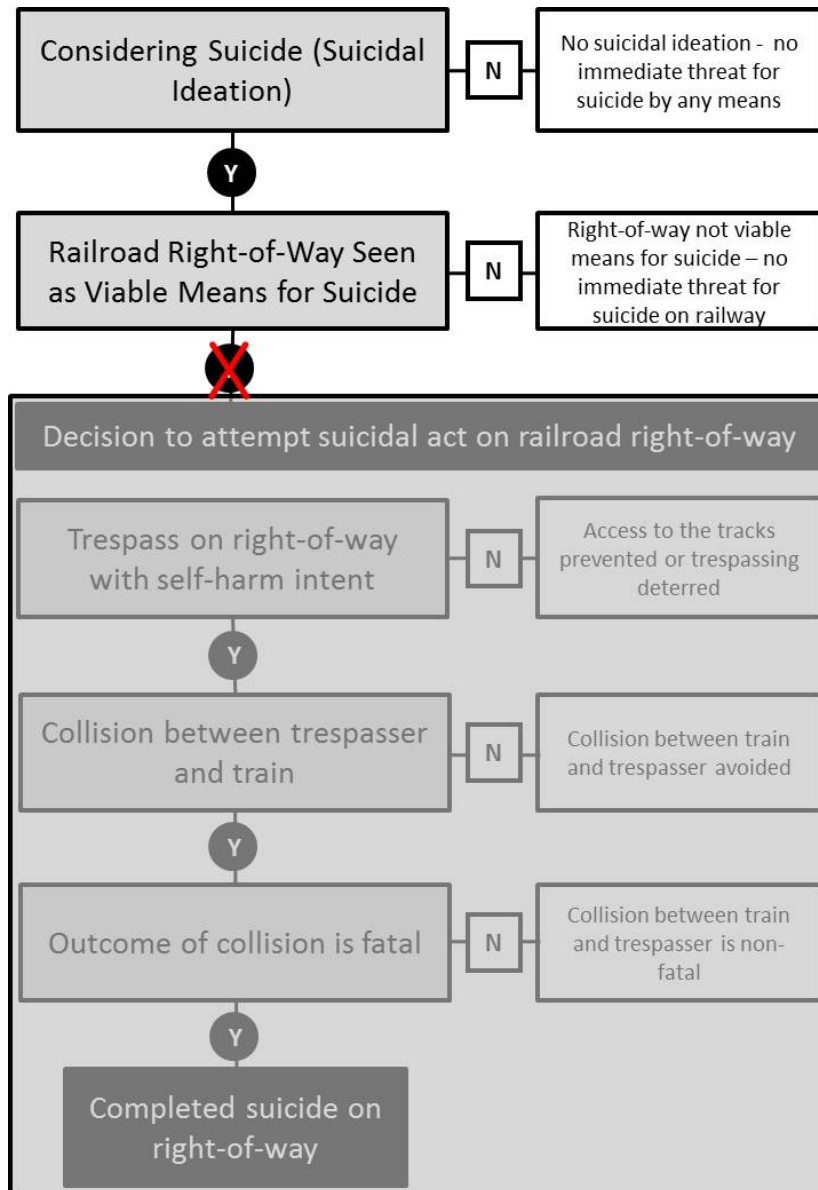 Considering Suicide (Suicidal
Ideation)
N
No suicidal ideation - no
immediate threat for
suicide by any means
Y
Railroad Right-of-Way Seen
as Viable Means for Suicide
N
Right-of-way not viable
means for suicide – no
immediate threat for
suicide on railway
Decision to attempt suicidal act on railroad right-of-way
Trespass on right-of-way
with self-harm intent
N
Access to the tracks
prevented or trespassing
deterred
Y
Collision between trespasser
and train
N
Collision between train
and trespasser avoided
Y
Outcome of collision is fatal
N
Collision between train
and trespasser is non-
fatal
Y
Completed suicide on
right-of-way